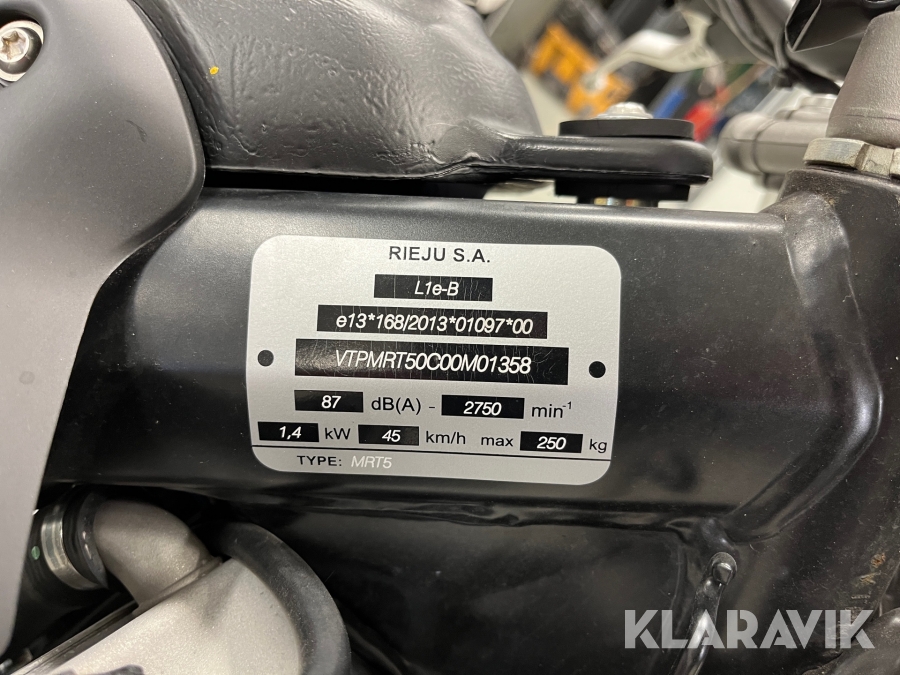 RIEJU S.A.
L1e-B
e13*168/2013*01097*00
VTPMRT50C00M01358
87 dB(A) - 2750 min-1
1,4 kW 45 km/h max 250 kg
TYPE: MRT5
KLARAVIK